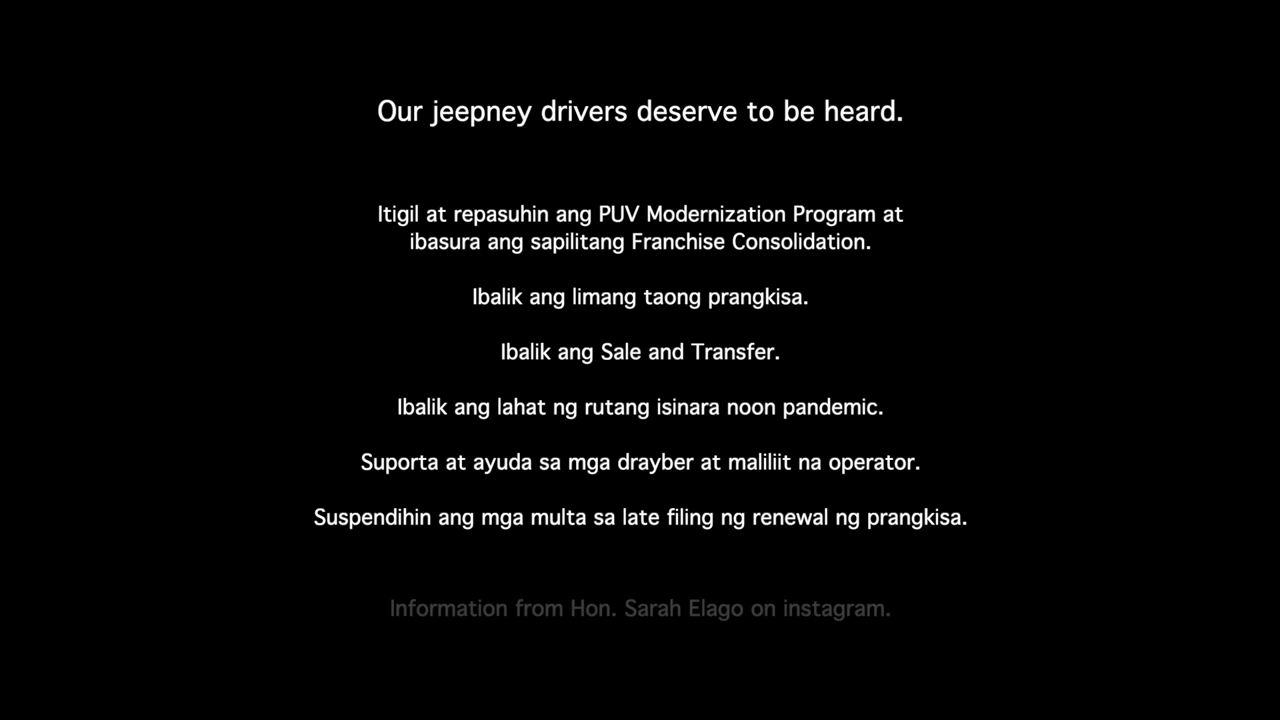 Our jeepney drivers deserve to be heard.
Itigil at repasuhin ang PUV Modernization Program at
ibasura ang sapilitang Franchise Consolidation.
Ibalik ang limang taong prangkisa.
Ibalik ang Sale and Transfer.
Ibalik ang lahat ng rutang isinara noon pandemic.
Suporta at ayuda sa mga drayber at maliliit na operator.
Suspendihin ang mga multa sa late filing ng renewal ng prangkisa.
Information from Hon. Sarah Elago on instagram.